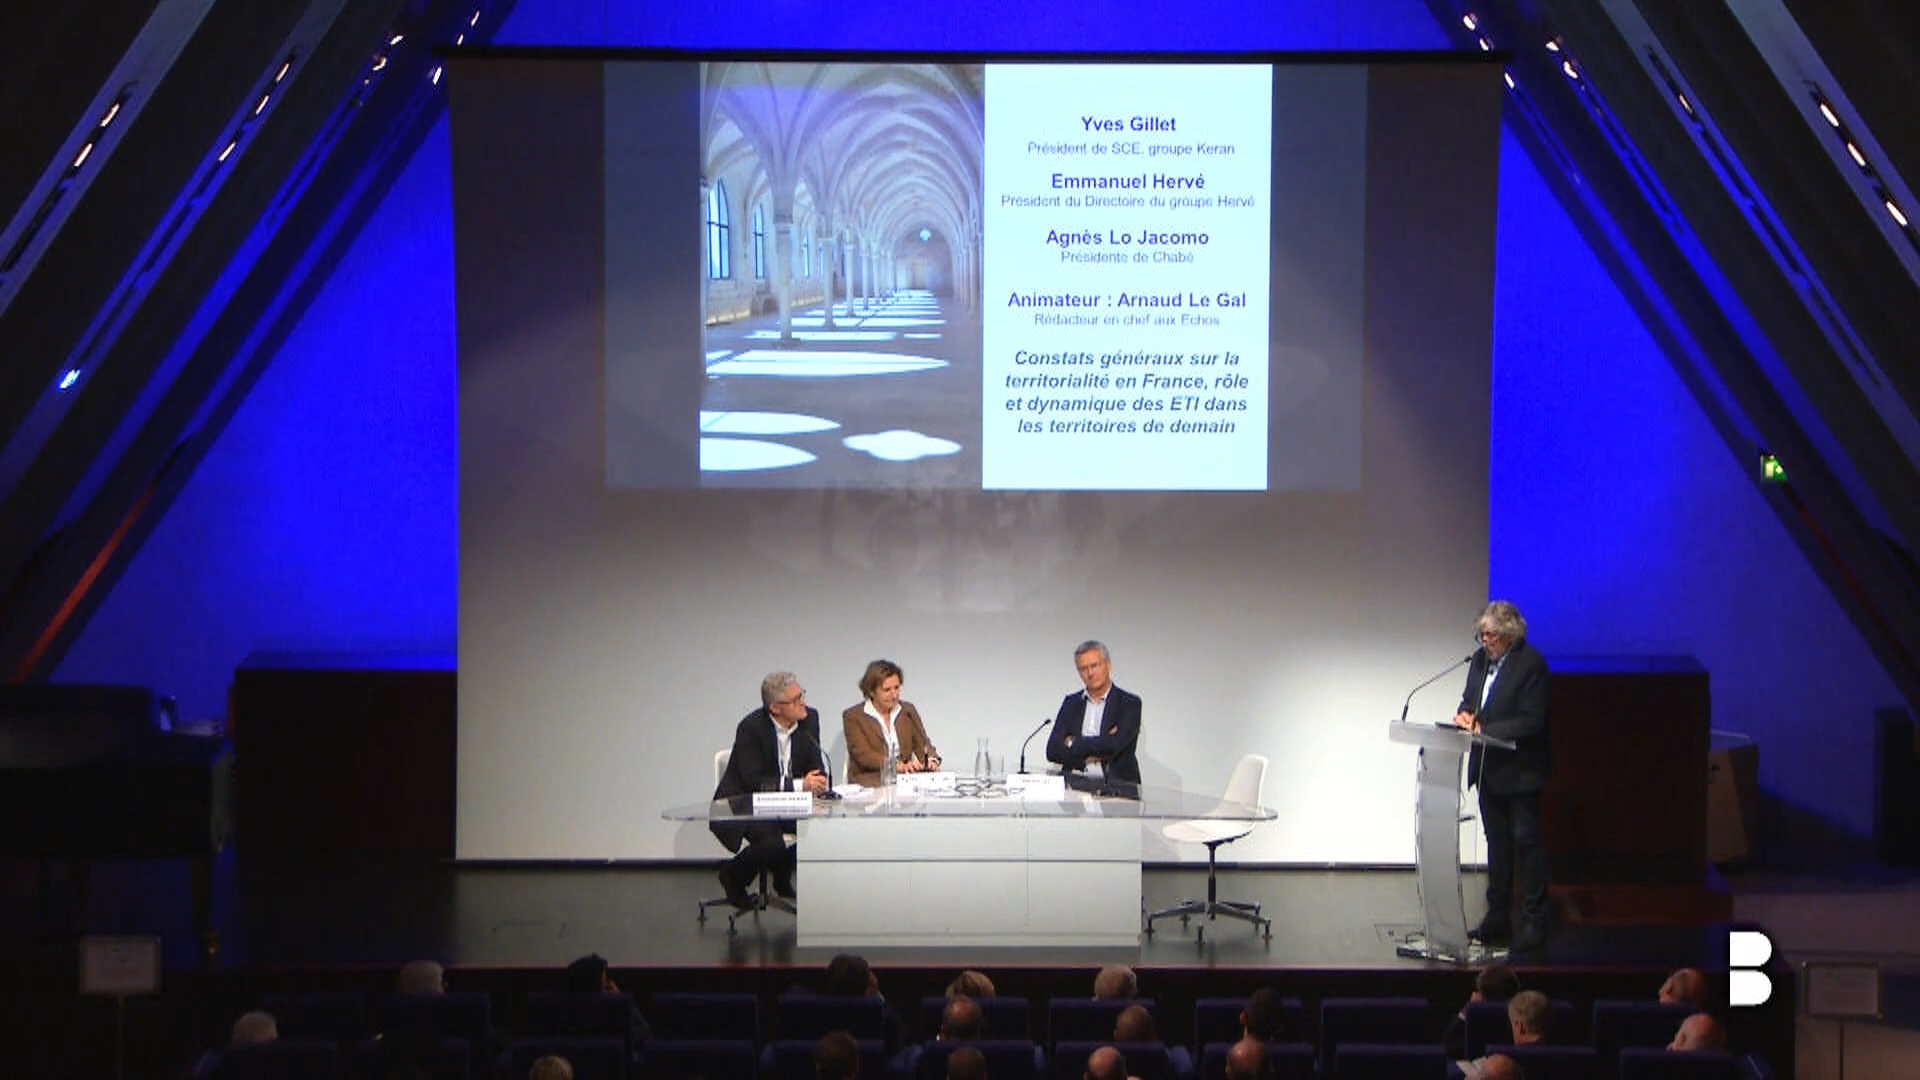 Yves Gillet
Président de SCE, groupe Keran
Emmanuel Hervé
Président du Directoire du groupe Hervé
Agnès Lo Jacomo
Présidente de Chabé
Animateur : Arnaud Le Gal
Rédacteur en chef aux Echos
Constats généraux sur la
territorialité en France, rôle
et dynamique des ETI dans
les territoires de demain
B